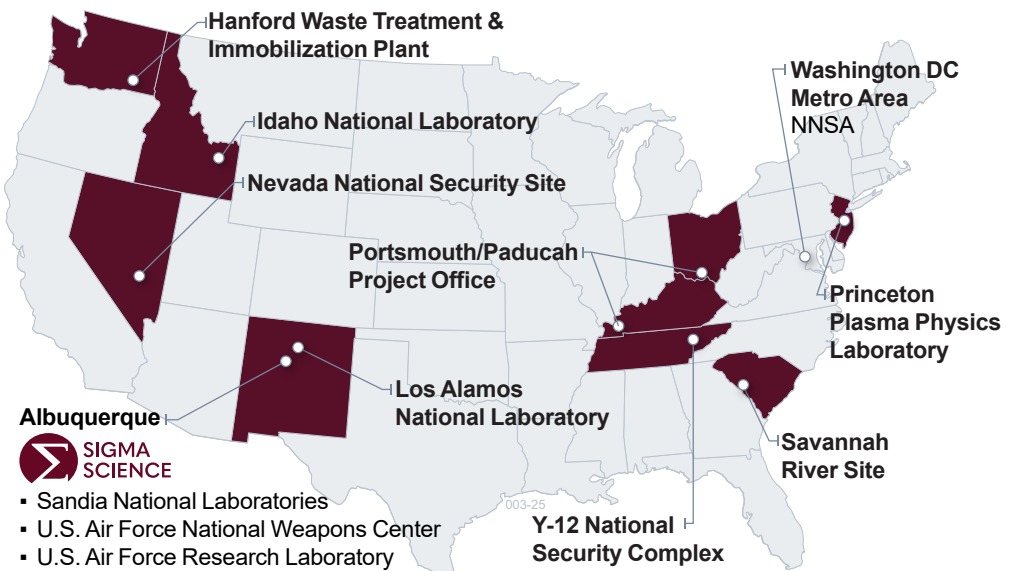 Hanford Waste Treatment &
Immobilization Plant
Washington DC
Metro Area
NNSA
Idaho National Laboratory
Nevada National Security Site
Portsmouth/Paducah
Project Office
Princeton
Plasma Physics
Laboratory
Los Alamos
National Laboratory
Albuquerque
Σ SIGMA
SCIENCE
▪ Sandia National Laboratories
▪ U.S. Air Force National Weapons Center
▪ U.S. Air Force Research Laboratory
Savannah
River Site
003-25
Y-12 National
Security Complex